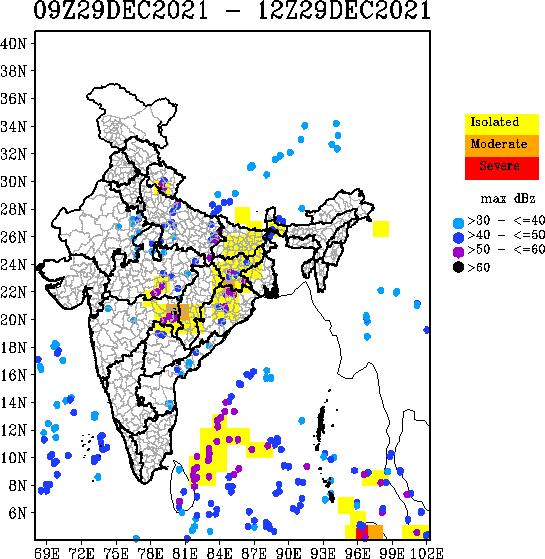 09Z29DEC2021 - 12Z29DEC2021
40N
38N
36N
34N
32N
30N
28N
26N
24N
22N
20N
18N
16N
14N
12N
10N
8N
6N
69E 72E 75E 78E 81E 84E 87E 90E 93E 96E 99E 102E
Isolated
Moderate
Severe
max dBz
>30 - <=40
>40 - <=50
>50 - <=60
>60